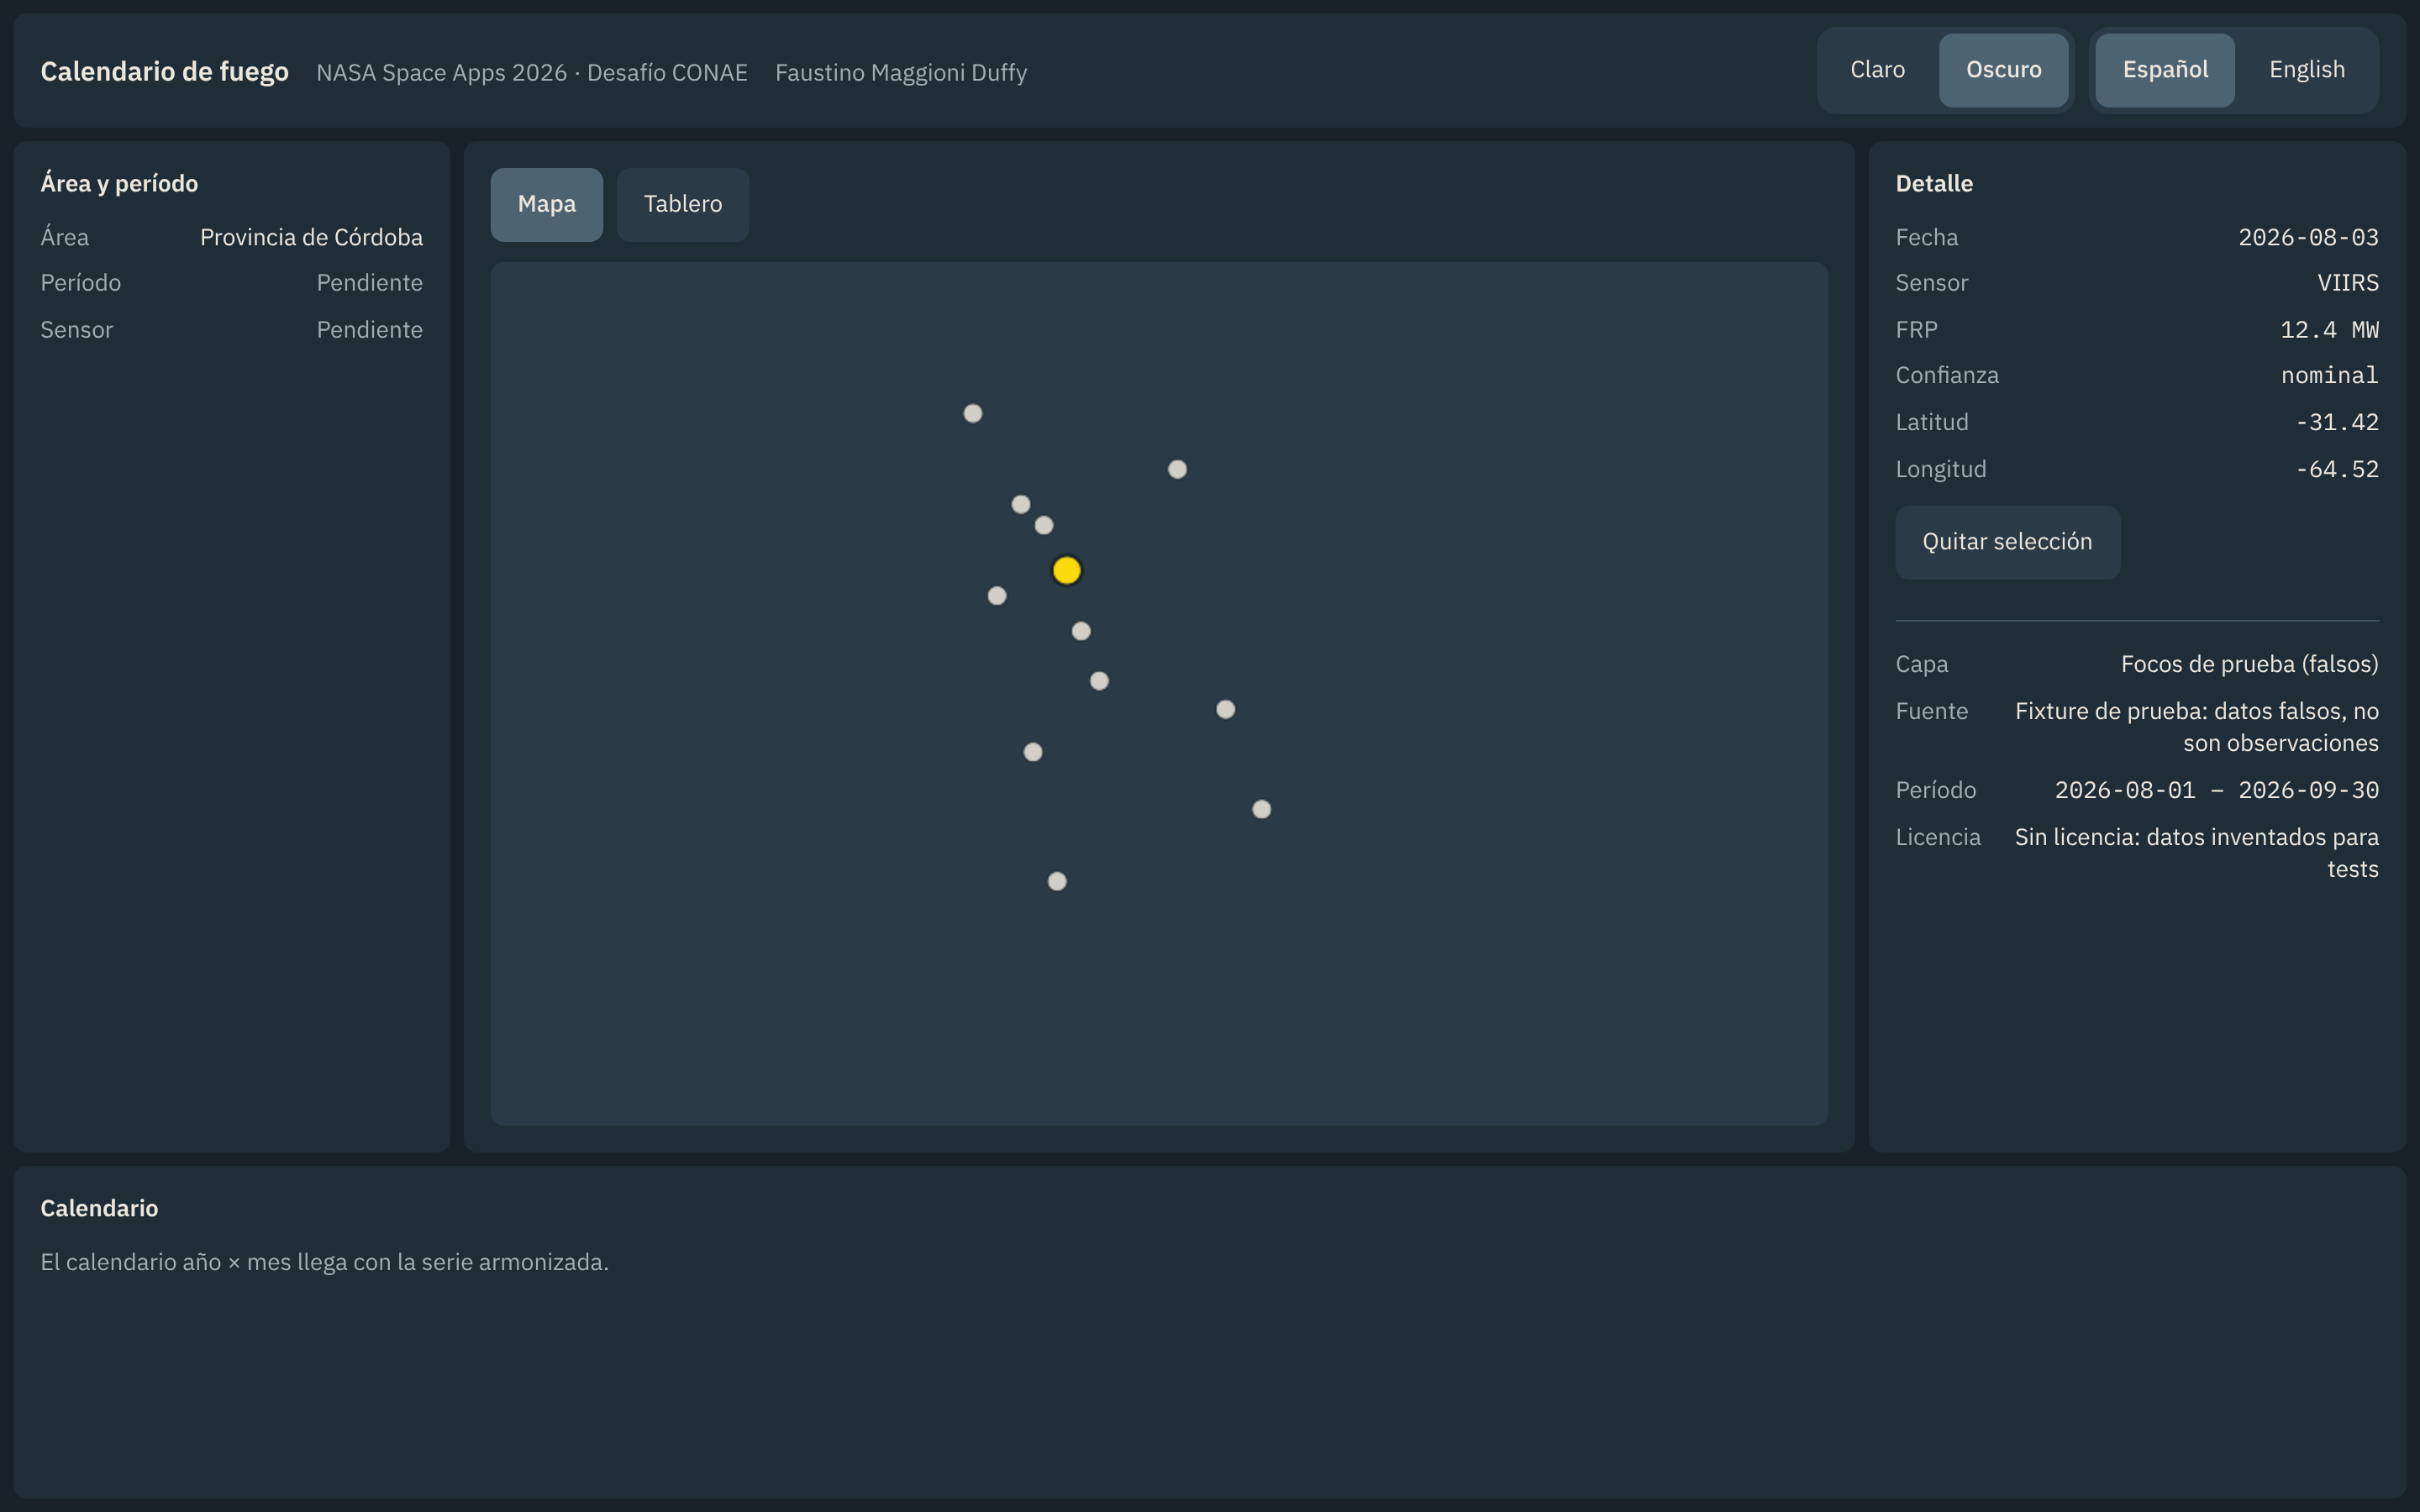 Calendario de fuego NASA Space Apps 2026 · Desafío CONAE Faustino Maggioni Duffy
Claro Oscuro Español English
Área y período
Área Provincia de Córdoba
Período Pendiente
Sensor Pendiente
Mapa Tablero
Detalle
Fecha 2026-08-03
Sensor VIIRS
FRP 12.4 MW
Confianza nominal
Latitud -31.42
Longitud -64.52
Quitar selección
Capa Focos de prueba (falsos)
Fuente Fixture de prueba: datos falsos, no
son observaciones
Período 2026-08-01 – 2026-09-30
Licencia Sin licencia: datos inventados para
tests
Calendario
El calendario año × mes llega con la serie armonizada.